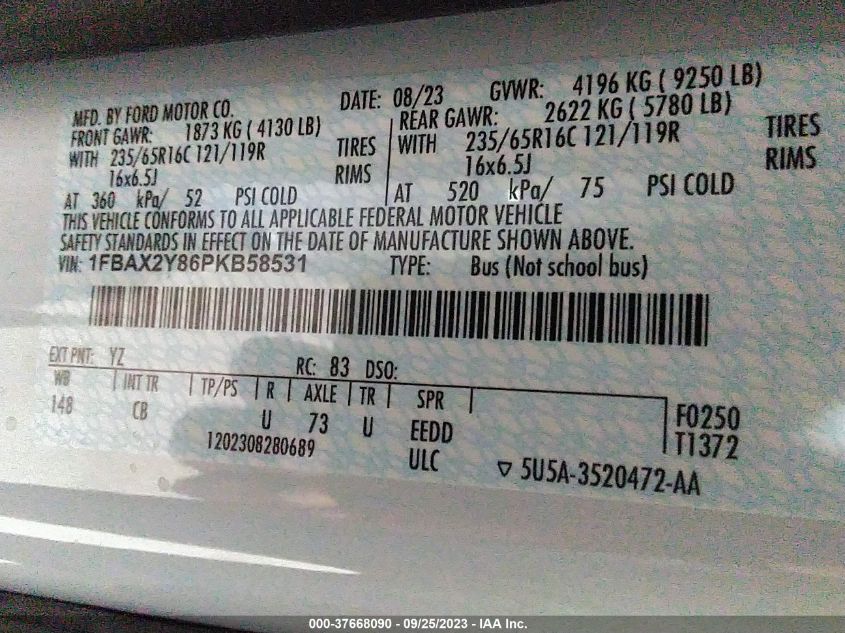 MFD. BY FORD MOTOR CO. DATE: 08/23 GVWR: 4196 KG ( 9250 LB)
FRONT GAWR: 1873 KG ( 4130 LB) REAR GAWR: 2622 KG ( 5780 LB)
WITH 235/65R16C 121/119R TIRES WITH 235/65R16C 121/119R TIRES
16x6.5J RIMS 16x6.5J RIMS
AT 360 kPa/ 52 PSI COLD AT 520 kPa/ 75 PSI COLD
THIS VEHICLE CONFORMS TO ALL APPLICABLE FEDERAL MOTOR VEHICLE
SAFETY STANDARDS IN EFFECT ON THE DATE OF MANUFACTURE SHOWN ABOVE.
VIN: 1FBAX2Y86PKB58531 TYPE: Bus (Not school bus)
EXT PNT: YZ RC: 83 DSO:
WB INT TR TP/PS R AXLE TR SPR
148 CB U 73 U EEDD F0250
1202308280689 ULC T1372
▽ 5U5A-3520472-AA
000-37668090 - 09/25/2023 - IAA Inc.